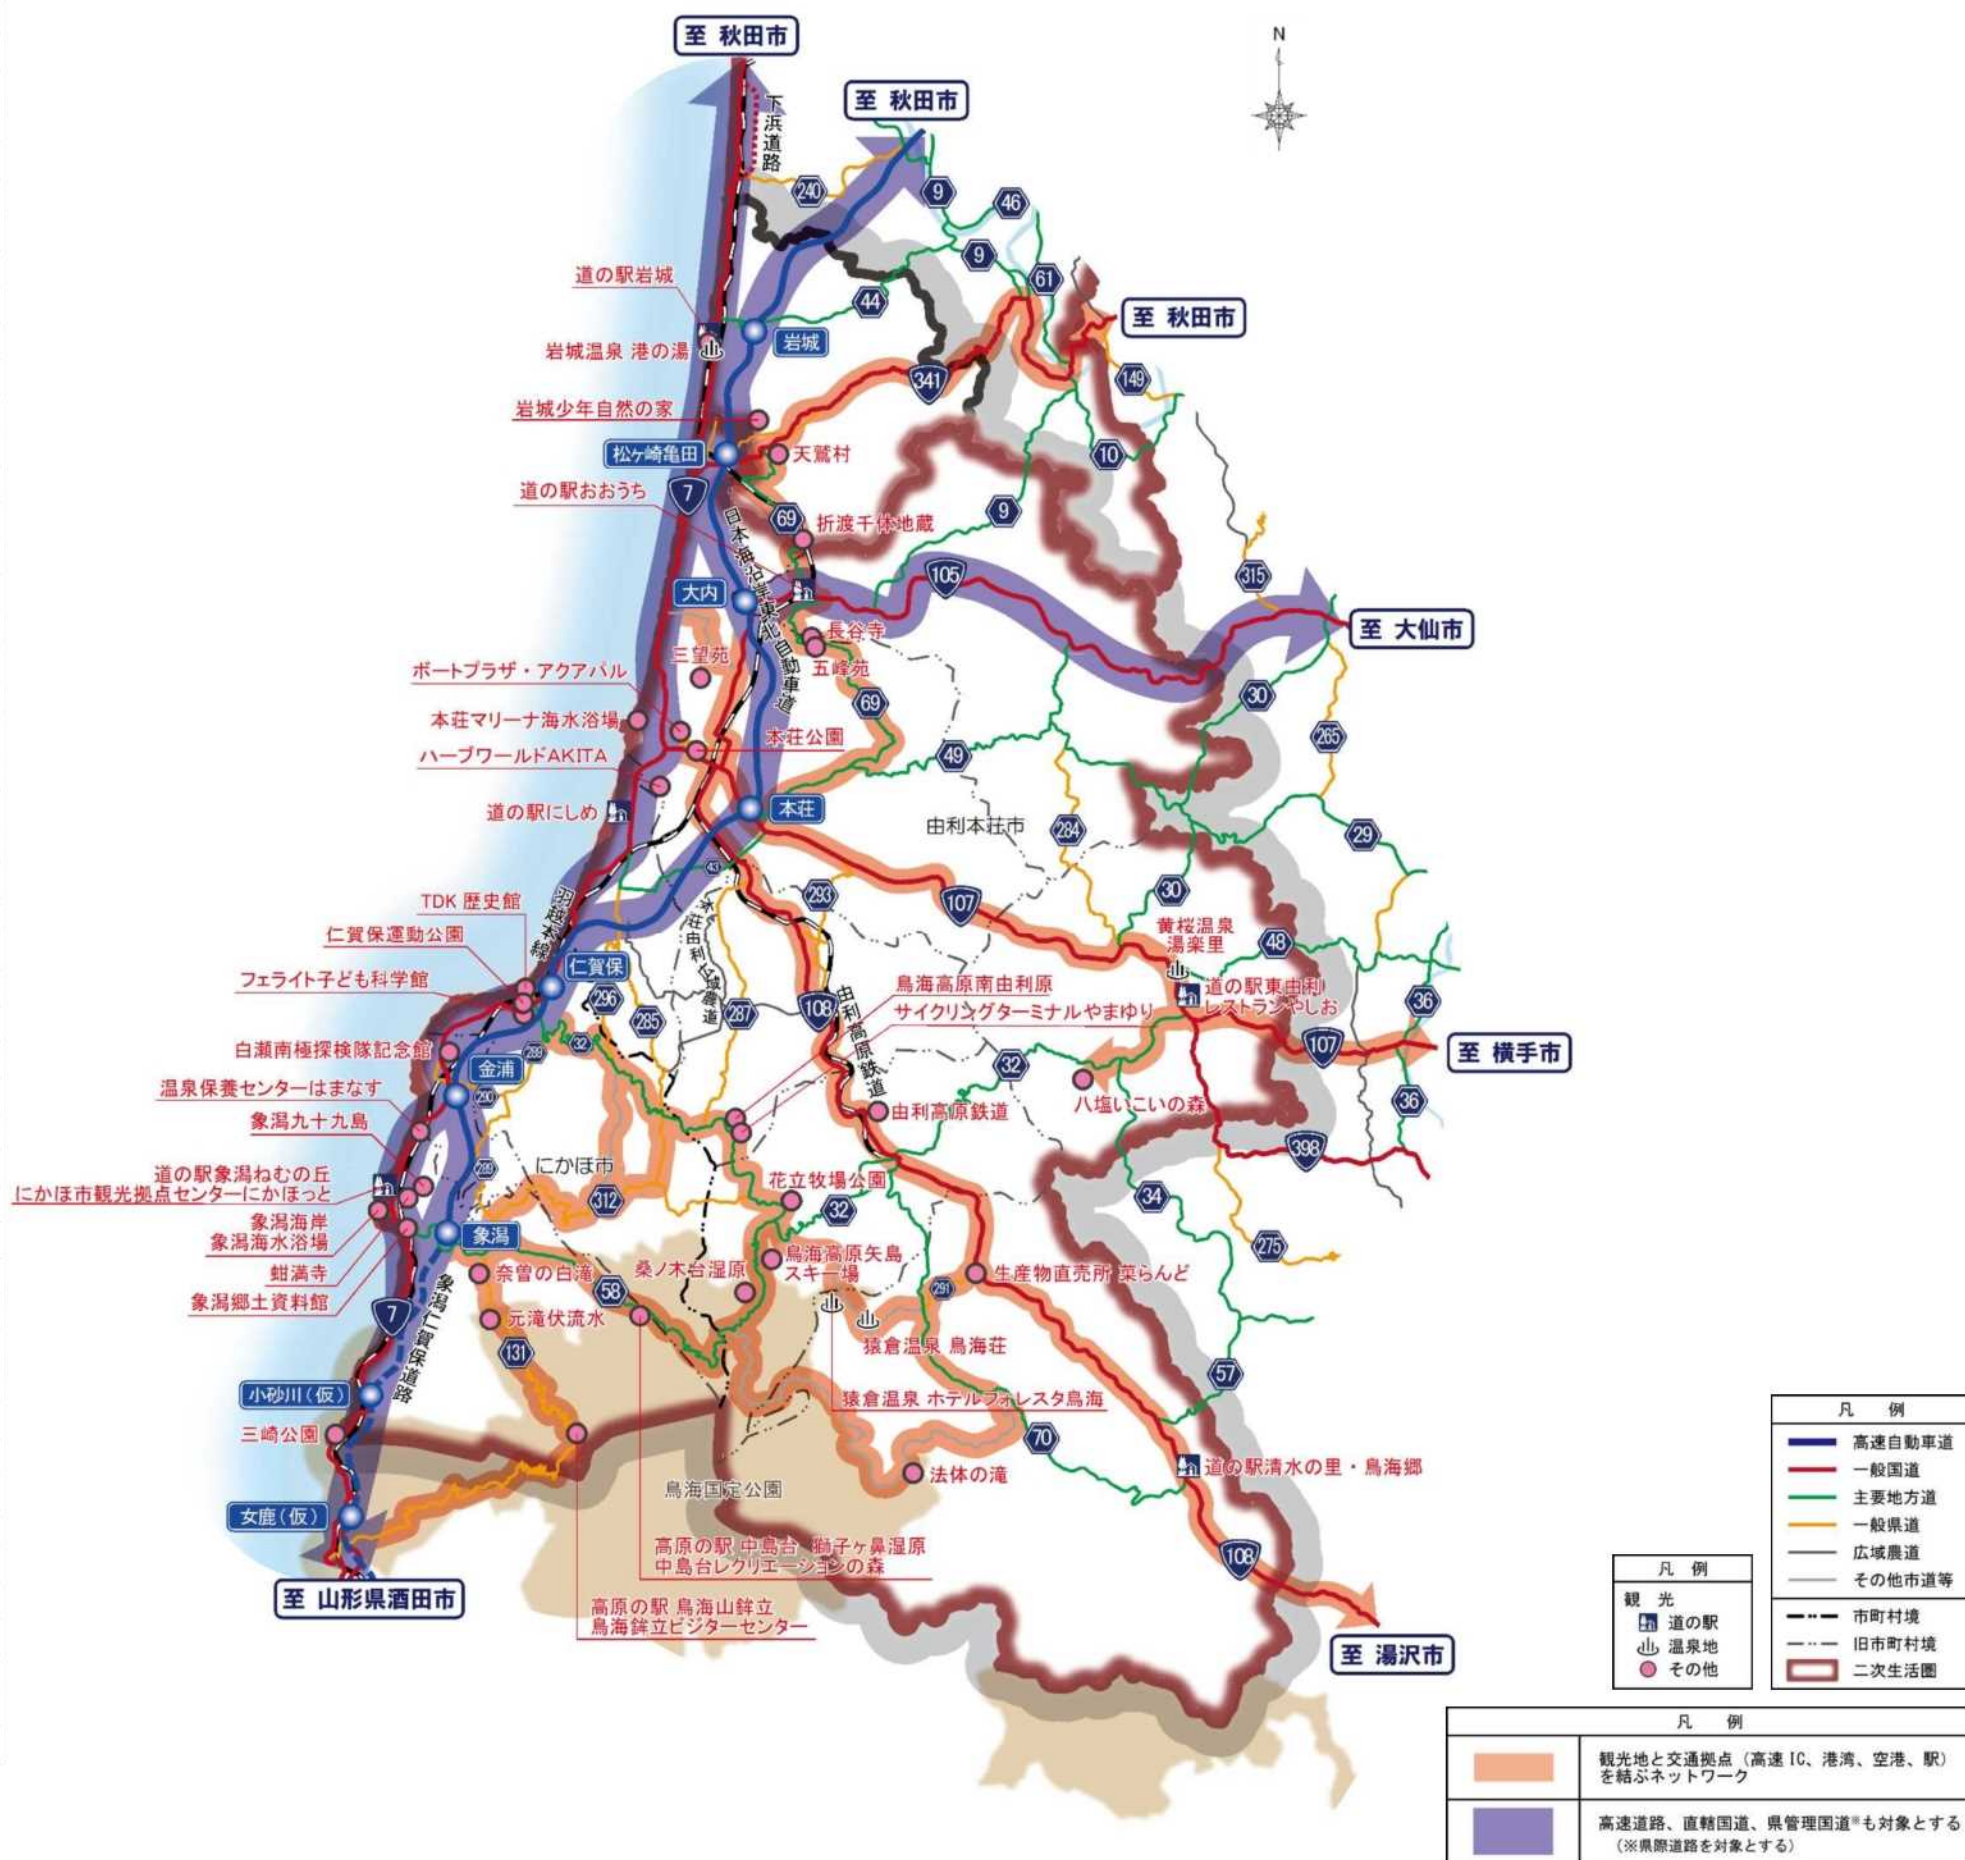 至 秋田市
至 秋田市
N
下浜道路
240
9
46
9
61
道の駅岩城
44
至 秋田市
岩城
岩城温泉 港の湯
341
149
岩城少年自然の家
松ヶ崎亀田
天鷲村
10
道の駅おおうち
7
69
折渡千体地蔵
9
日本海沿岸東北自動車道
105
315
大内
至 大仙市
長谷寺
三望苑
五峰苑
ボートプラザ・アクアパル
69
30
本荘マリーナ海水浴場
本荘公園
265
ハーブワールドAKITA
49
道の駅にしめ
本荘
由利本荘市
284
29
43
293
30
107
TDK 歴史館
羽越本線
本荘由利広域農道
黄桜温泉
湯楽里
48
仁賀保運動公園
仁賀保
フェライト子ども科学館
296
鳥海高原南由利原
道の駅東由利
レストランやしお
36
285
287
108
由利高原鉄道
サイクリングターミナルやまゆり
白瀬南極探検隊記念館
32
107
至 横手市
金浦
32
温泉保養センターはまなす
290
八塩いこいの森
36
象潟九十九島
由利高原鉄道
398
道の駅象潟ねむの丘
にかほ市観光拠点センターにかほっと
289
にかほ市
312
花立牧場公園
34
象潟海岸
象潟海水浴場
象潟
32
275
蚶満寺
奈曽の白滝
桑ノ木台湿原
鳥海高原矢島
スキー場
生産物直売所 菜らんど
象潟郷土資料館
58
291
7
象潟仁賀保道路
元滝伏流水
131
猿倉温泉 鳥海荘
57
小砂川(仮)
猿倉温泉 ホテルフォレスタ鳥海
三崎公園
70
鳥海国定公園
法体の滝
道の駅清水の里・鳥海郷
女鹿(仮)
高原の駅 中島台 獅子ヶ鼻湿原
中島台レクリエーションの森
108
至 山形県酒田市
高原の駅 鳥海山鉾立
鳥海鉾立ビジターセンター
至 湯沢市
凡 例
高速自動車道
一般国道
主要地方道
一般県道
広域農道
その他市道等
市町村境
旧市町村境
二次生活圏
凡 例
観 光
道の駅
温泉地
その他
凡 例
観光地と交通拠点（高速 IC、港湾、空港、駅）
を結ぶネットワーク
高速道路、直轄国道、県管理国道※も対象とする
（※県際道路を対象とする）